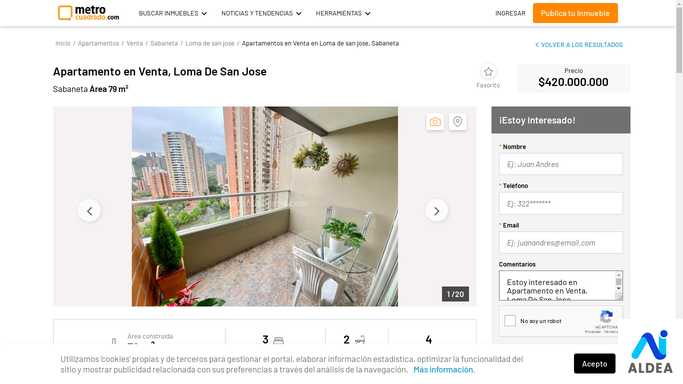 metro
cuadrado.com
BUSCAR INMUEBLES
NOTICIAS Y TENDENCIAS
HERRAMIENTAS
INGRESAR
Publica tu Inmueble
Inicio / Apartamentos / Venta / Sabaneta / Loma de san jose / Apartamentos en Venta en Loma de san jose, Sabaneta
< VOLVER A LOS RESULTADOS
Apartamento en Venta, Loma De San Jose
Sabaneta Área 79 m²
Favorito
Precio
$420.000.000
1 / 20
¡Estoy Interesado!
* Nombre
Ej: Juan Andres
* Teléfono
Ej: 322*******
* Email
Ej: juanandres@email.com
Comentarios
Estoy interesado en
Apartamento en Venta,
Loma De San Jose
No soy un robot
reCAPTCHA
Privacidad - Términos
Área construida
3
2
4
Utilizamos 'cookies' propias y de terceros para gestionar el portal, elaborar información estadística, optimizar la funcionalidad del
sitio y mostrar publicidad relacionada con sus preferencias a través del análisis de la navegación. Más información.
Acepto
ALDEA